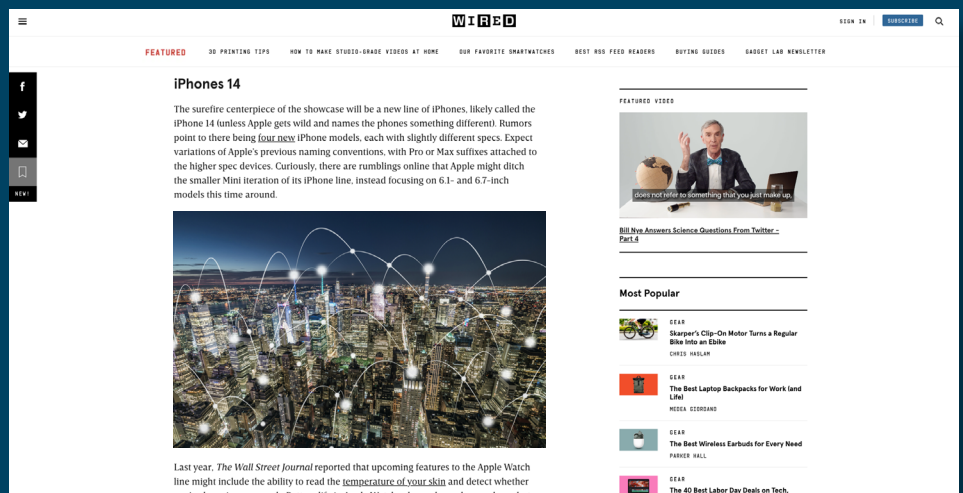 WIRED
SIGN IN
SUBSCRIBE
FEATURED
3D PRINTING TIPS
HOW TO MAKE STUDIO-GRADE VIDEOS AT HOME
OUR FAVORITE SMARTWATCHES
BEST RSS FEED READERS
BUYING GUIDES
GADGET LAB NEWSLETTER
NEW!
iPhones 14
The surefire centerpiece of the showcase will be a new line of iPhones, likely called the
iPhone 14 (unless Apple gets wild and names the phones something different). Rumors
point to there being four new iPhone models, each with slightly different specs. Expect
variations of Apple's previous naming conventions, with Pro or Max suffixes attached to
the higher spec devices. Curiously, there are rumblings online that Apple might ditch
the smaller Mini iteration of its iPhone line, instead focusing on 6.1- and 6.7-inch
models this time around.
Last year, The Wall Street Journal reported that upcoming features to the Apple Watch
line might include the ability to read the temperature of your skin and detect whether
FEATURED VIDEO
does not refer to something that you just make up,
Bill Nye Answers Science Questions From Twitter -
Part 4
Most Popular
GEAR
Skarper's Clip-On Motor Turns a Regular
Bike Into an Ebike
CHRIS HASLAM
GEAR
The Best Laptop Backpacks for Work (and
Life)
MEDEA GIORDANO
GEAR
The Best Wireless Earbuds for Every Need
PARKER HALL
GEAR
The 40 Best Labor Day Deals on Tech,